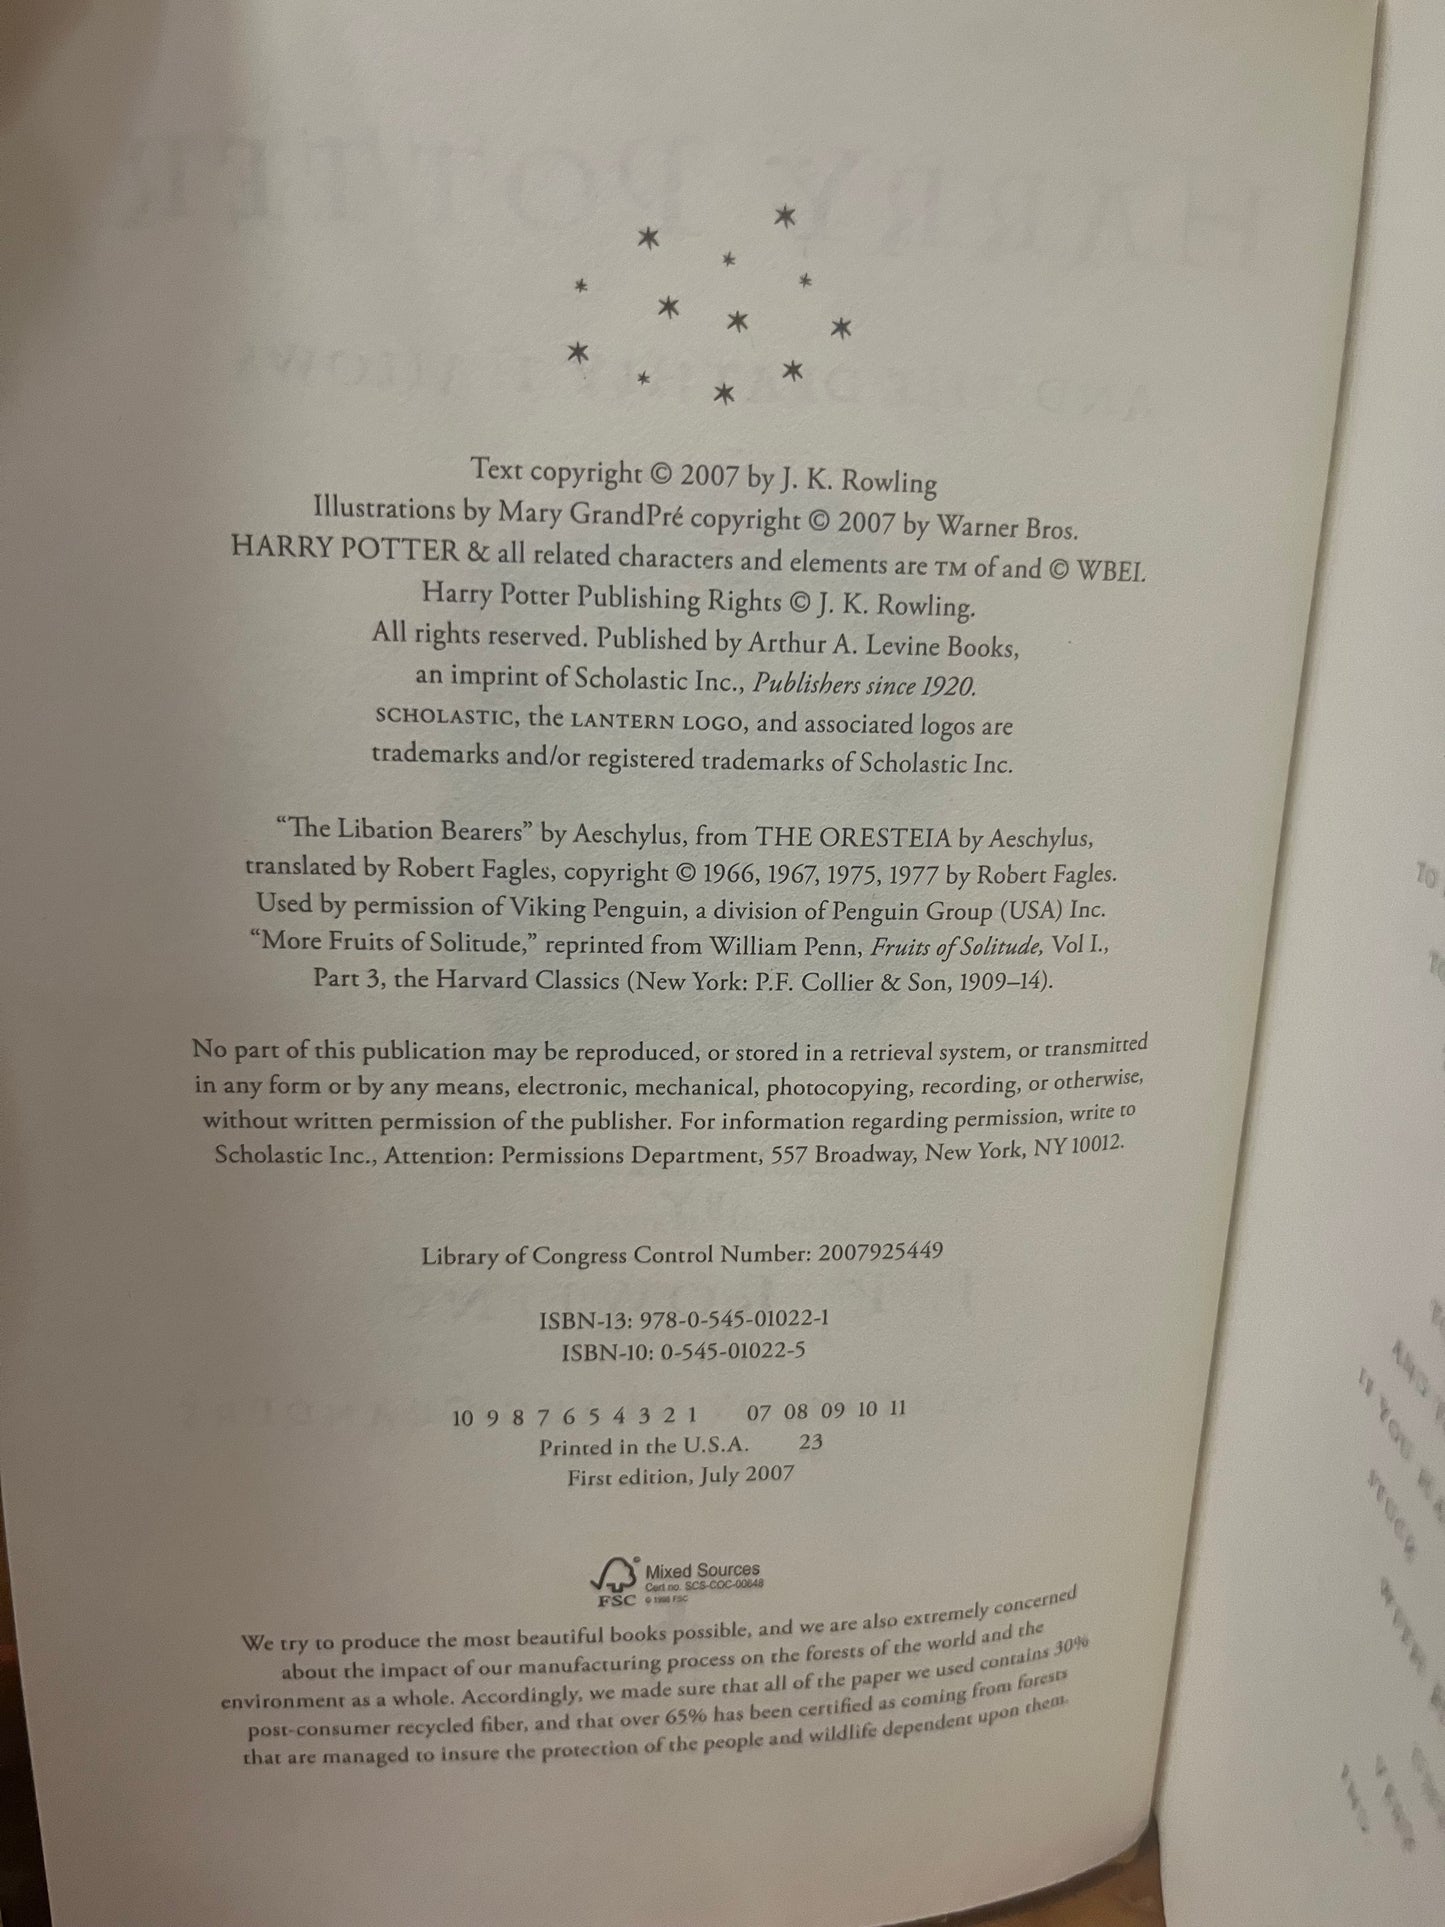 Text copyright © 2007 by J. K. Rowling
Illustrations by Mary GrandPré copyright © 2007 by Warner Bros.
HARRY POTTER & all related characters and elements are TM of and © WBEI.
Harry Potter Publishing Rights © J. K. Rowling.
All rights reserved. Published by Arthur A. Levine Books,
an imprint of Scholastic Inc., Publishers since 1920.
SCHOLASTIC, the LANTERN LOGO, and associated logos are
trademarks and/or registered trademarks of Scholastic Inc.
“The Libation Bearers” by Aeschylus, from THE ORESTEIA by Aeschylus,
translated by Robert Fagles, copyright © 1966, 1967, 1975, 1977 by Robert Fagles.
Used by permission of Viking Penguin, a division of Penguin Group (USA) Inc.
“More Fruits of Solitude,” reprinted from William Penn, Fruits of Solitude, Vol I.,
Part 3, the Harvard Classics (New York: P.F. Collier & Son, 1909–14).
No part of this publication may be reproduced, or stored in a retrieval system, or transmitted
in any form or by any means, electronic, mechanical, photocopying, recording, or otherwise,
without written permission of the publisher. For information regarding permission, write to
Scholastic Inc., Attention: Permissions Department, 557 Broadway, New York, NY 10012.
Library of Congress Control Number: 2007925449
ISBN-13: 978-0-545-01022-1
ISBN-10: 0-545-01022-5
10 9 8 7 6 5 4 3 2 1 07 08 09 10 11
Printed in the U.S.A. 23
First edition, July 2007
Mixed Sources
Cert no. SCS-COC-00648
© 1996 FSC
FSC
We try to produce the most beautiful books possible, and we are also extremely concerned
about the impact of our manufacturing process on the forests of the world and the
environment as a whole. Accordingly, we made sure that all of the paper we used contains 30%
post-consumer recycled fiber, and that over 65% has been certified as coming from forests
that are managed to insure the protection of the people and wildlife dependent upon them.